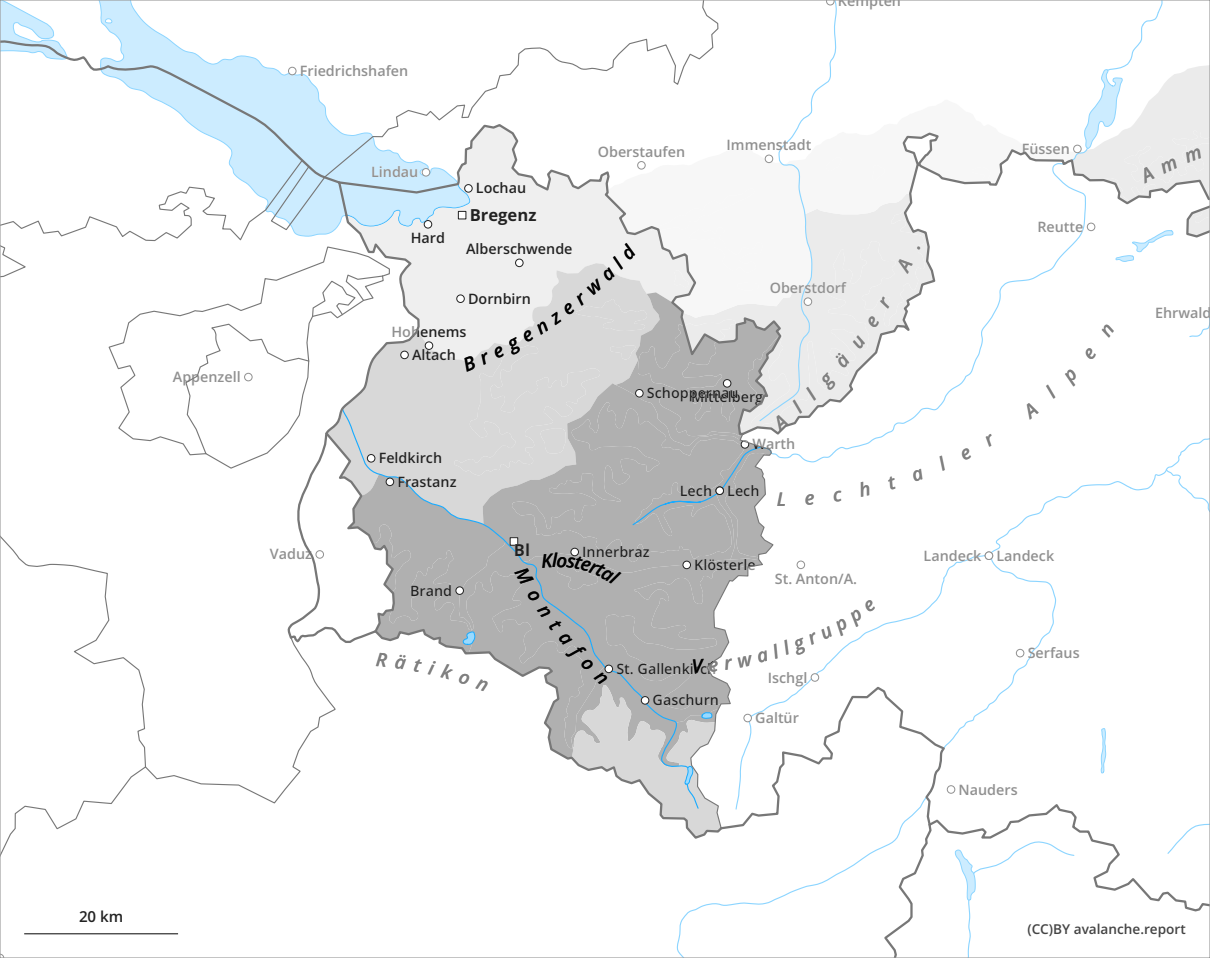 Kempten
Friedrichshafen
Immenstadt
Füssen
Oberstaufen
Amm
Lindau
Lochau
Bregenz
Reutte
Hard
Alberschwende
Allgäuer A.
Bregenzerwald
Oberstdorf
Dornbirn
Ehrwald
Hohenems
Altach
Appenzell
Schoppernau
Mittelberg
Lechtaler Alpen
Warth
Feldkirch
Frastanz
Lech
Lech
Vaduz
Bl
Innerbraz
Klostertal
Klösterle
Landeck
Landeck
St. Anton/A.
Brand
Montafon
Verwallgruppe
Rätikon
St. Gallenkirch
Serfaus
Ischgl
Gaschurn
Galtür
Nauders
20 km
(CC)BY avalanche.report